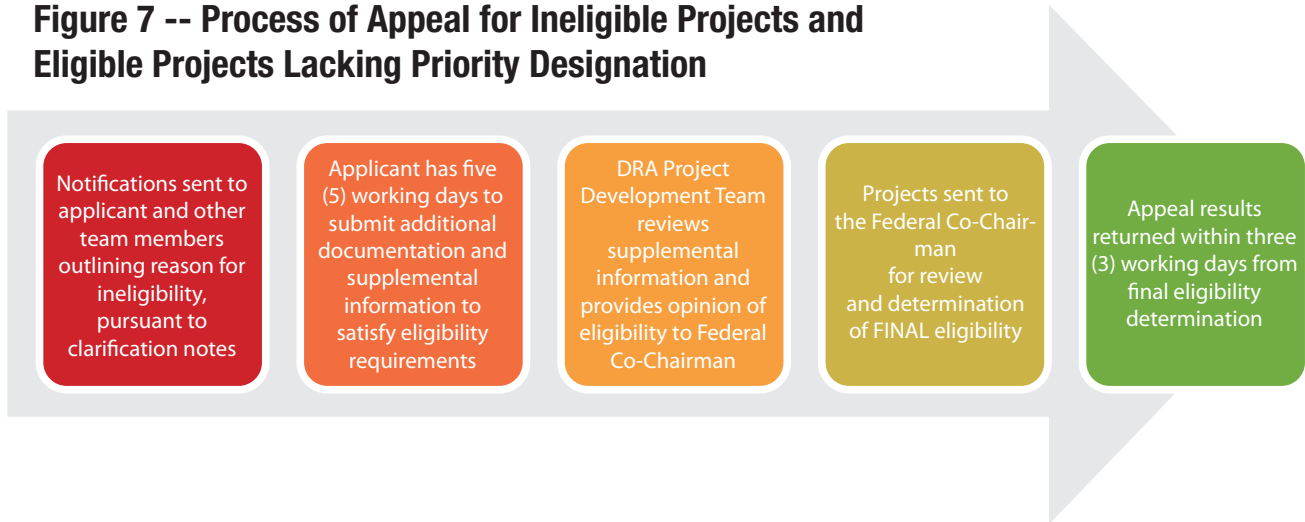 Figure 7 -- Process of Appeal for Ineligible Projects and
Eligible Projects Lacking Priority Designation
Notifications sent to
applicant and other
team members
outlining reason for
ineligibility,
pursuant to
clarification notes
Applicant has five
(5) working days to
submit additional
documentation and
supplemental
information to
satisfy eligibility
requirements
DRA Project
Development Team
reviews
supplemental
information and
provides opinion of
eligibility to Federal
Co-Chairman
Projects sent to
the Federal Co-Chair-
man
for review
and determination
of FINAL eligibility
Appeal results
returned within three
(3) working days from
final eligibility
determination